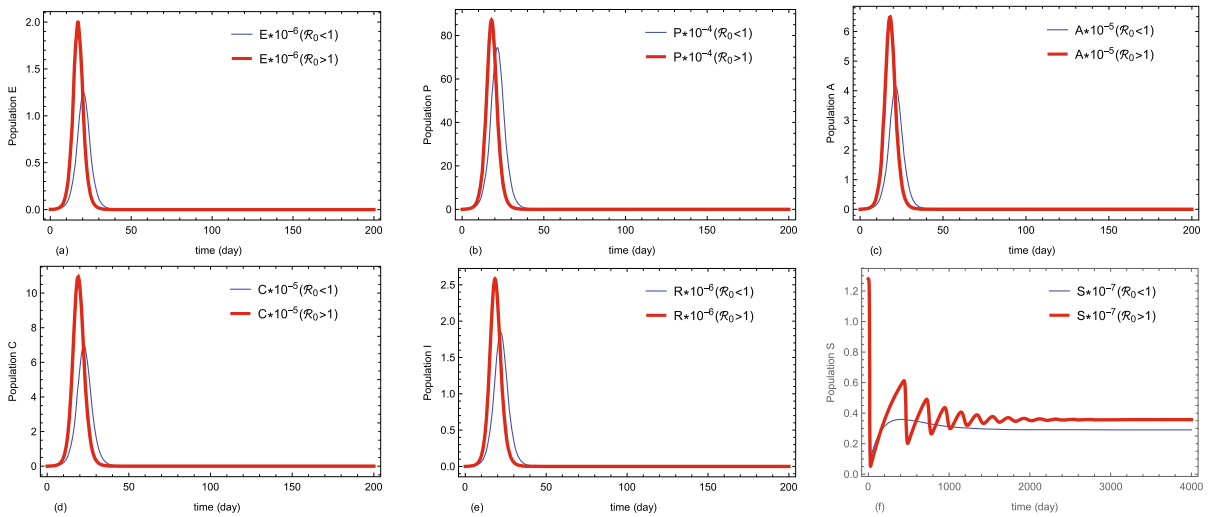 E*10⁻⁶(ℛ₀<1)
E*10⁻⁶(ℛ₀>1)
Population E
2.0
1.5
1.0
0.5
0.0
0 50 100 150 200
(a) time (day)
P*10⁻⁴(ℛ₀<1)
P*10⁻⁴(ℛ₀>1)
Population P
80
60
40
20
0
0 50 100 150 200
(b) time (day)
A*10⁻⁵(ℛ₀<1)
A*10⁻⁵(ℛ₀>1)
Population A
6
5
4
3
2
1
0
0 50 100 150 200
(c) time (day)
C*10⁻⁵(ℛ₀<1)
C*10⁻⁵(ℛ₀>1)
Population C
10
8
6
4
2
0
0 50 100 150 200
(d) time (day)
R*10⁻⁶(ℛ₀<1)
R*10⁻⁶(ℛ₀>1)
Population I
2.5
2.0
1.5
1.0
0.5
0.0
0 50 100 150 200
(e) time (day)
S*10⁻⁷(ℛ₀<1)
S*10⁻⁷(ℛ₀>1)
Population S
1.2
1.0
0.8
0.6
0.4
0.2
0.0
0 1000 2000 3000 4000
(f) time (day)